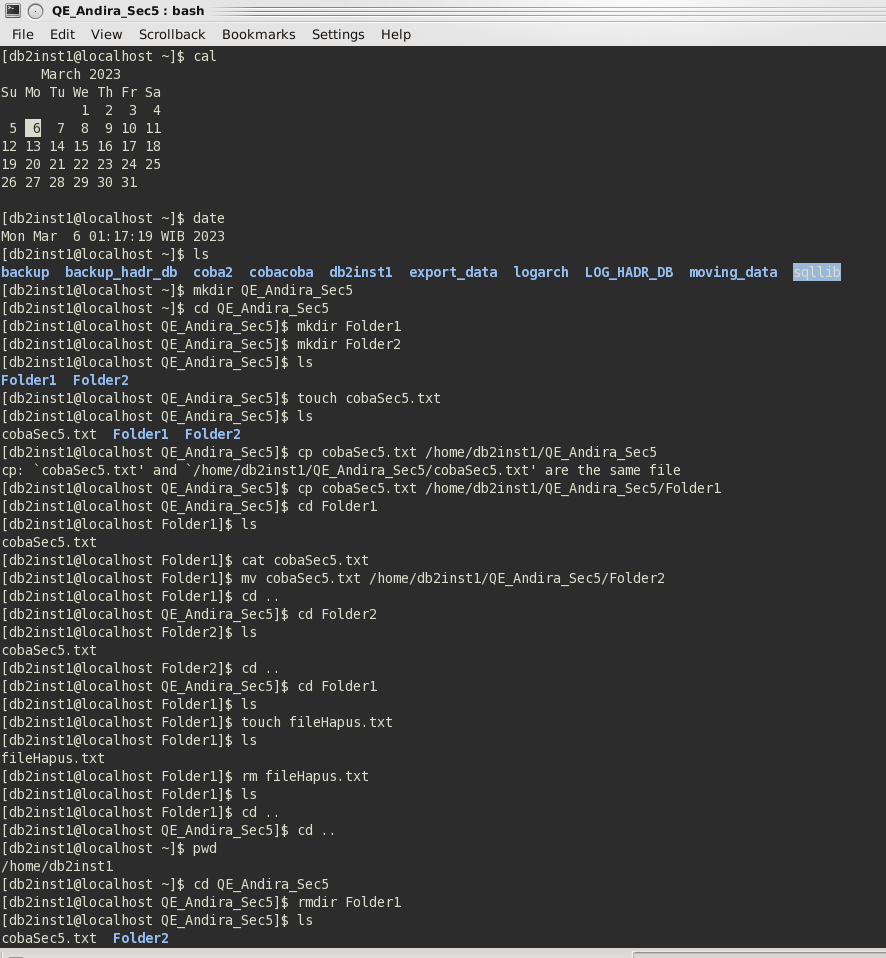 QE_Andira_Sec5 : bash
File Edit View Scrollback Bookmarks Settings Help
[db2inst1@localhost ~]$ cal
     March 2023
Su Mo Tu We Th Fr Sa
          1  2  3  4
 5  6  7  8  9 10 11
12 13 14 15 16 17 18
19 20 21 22 23 24 25
26 27 28 29 30 31
[db2inst1@localhost ~]$ date
Mon Mar  6 01:17:19 WIB 2023
[db2inst1@localhost ~]$ ls
backup  backup_hadr_db  coba2  cobacoba  db2inst1  export_data  logarch  LOG_HADR_DB  moving_data  sqllib
[db2inst1@localhost ~]$ mkdir QE_Andira_Sec5
[db2inst1@localhost ~]$ cd QE_Andira_Sec5
[db2inst1@localhost QE_Andira_Sec5]$ mkdir Folder1
[db2inst1@localhost QE_Andira_Sec5]$ mkdir Folder2
[db2inst1@localhost QE_Andira_Sec5]$ ls
Folder1  Folder2
[db2inst1@localhost QE_Andira_Sec5]$ touch cobaSec5.txt
[db2inst1@localhost QE_Andira_Sec5]$ ls
cobaSec5.txt  Folder1  Folder2
[db2inst1@localhost QE_Andira_Sec5]$ cp cobaSec5.txt /home/db2inst1/QE_Andira_Sec5
cp: `cobaSec5.txt' and `/home/db2inst1/QE_Andira_Sec5/cobaSec5.txt' are the same file
[db2inst1@localhost QE_Andira_Sec5]$ cp cobaSec5.txt /home/db2inst1/QE_Andira_Sec5/Folder1
[db2inst1@localhost QE_Andira_Sec5]$ cd Folder1
[db2inst1@localhost Folder1]$ ls
cobaSec5.txt
[db2inst1@localhost Folder1]$ cat cobaSec5.txt
[db2inst1@localhost Folder1]$ mv cobaSec5.txt /home/db2inst1/QE_Andira_Sec5/Folder2
[db2inst1@localhost Folder1]$ cd ..
[db2inst1@localhost QE_Andira_Sec5]$ cd Folder2
[db2inst1@localhost Folder2]$ ls
cobaSec5.txt
[db2inst1@localhost Folder2]$ cd ..
[db2inst1@localhost QE_Andira_Sec5]$ cd Folder1
[db2inst1@localhost Folder1]$ ls
[db2inst1@localhost Folder1]$ touch fileHapus.txt
[db2inst1@localhost Folder1]$ ls
fileHapus.txt
[db2inst1@localhost Folder1]$ rm fileHapus.txt
[db2inst1@localhost Folder1]$ ls
[db2inst1@localhost Folder1]$ cd ..
[db2inst1@localhost QE_Andira_Sec5]$ cd ..
[db2inst1@localhost ~]$ pwd
/home/db2inst1
[db2inst1@localhost ~]$ cd QE_Andira_Sec5
[db2inst1@localhost QE_Andira_Sec5]$ rmdir Folder1
[db2inst1@localhost QE_Andira_Sec5]$ ls
cobaSec5.txt  Folder2